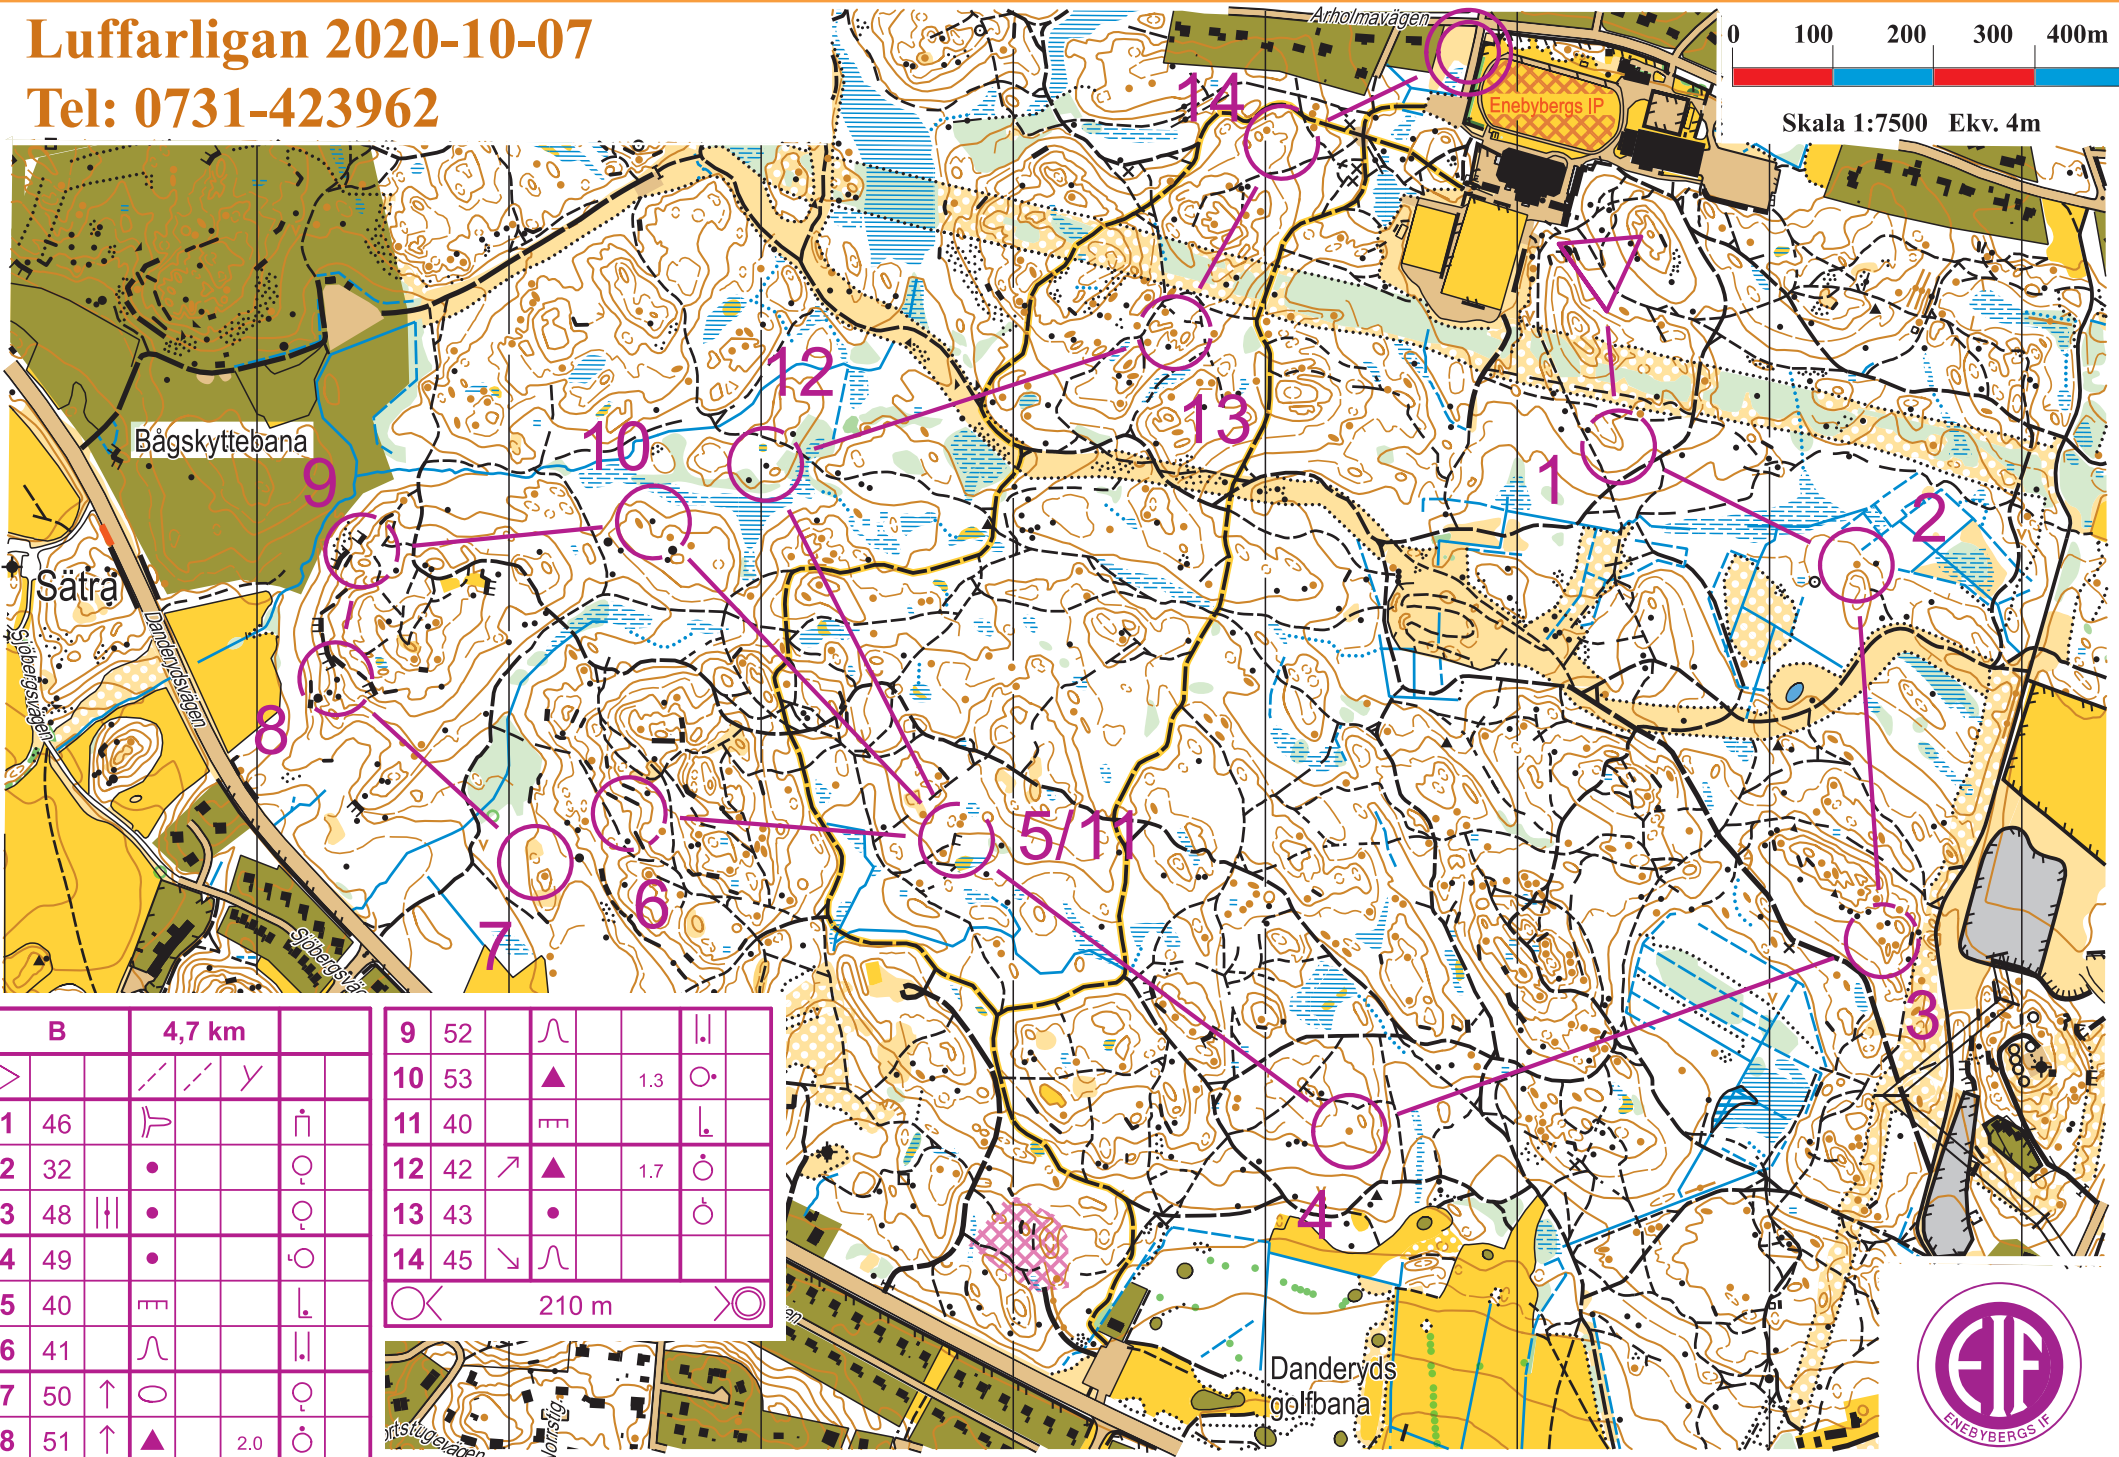 Luffarligan 2020-10-07
Tel: 0731-423962
Arholmavägen
0 100 200 300 400m
Skala 1:7500 Ekv. 4m
Enebybergs IP
14
12
13
10
1
2
Bågskyttebana
9
Sätra
Danderydsvägen
Sjöbergsvägen
8
5/11
6
7
3
4
B 4,7 km
1 46
2 32
3 48
4 49
5 40
6 41
7 50
8 51 2.0
9 52
10 53 1.3
11 40
12 42 1.7
13 43
14 45
210 m
Danderyds
golfbana
EIF
ENEBYBERGS IF